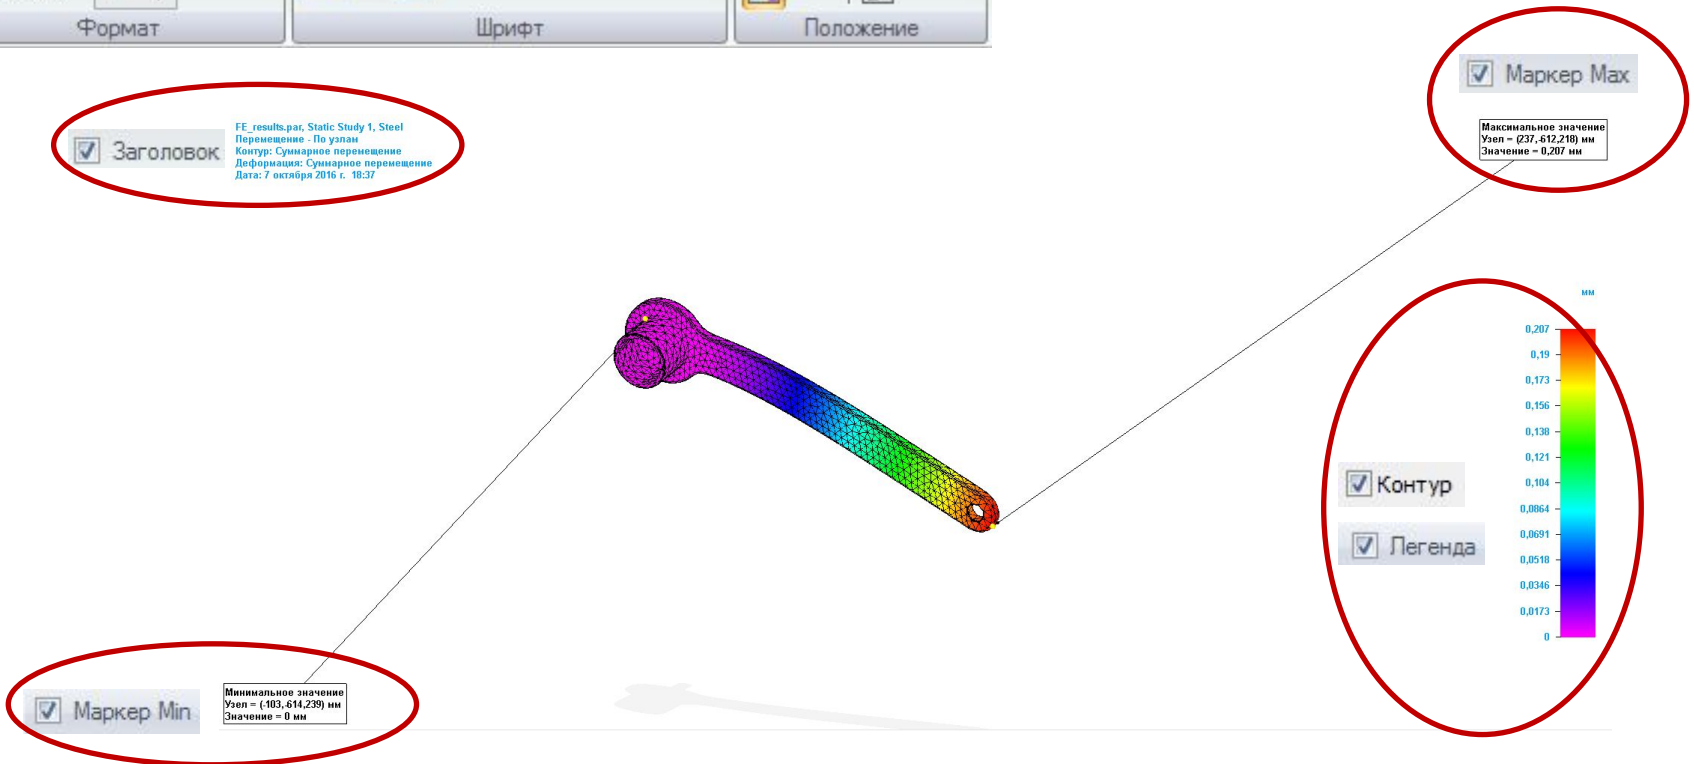 Формат
Шрифт
Положение
Маркер Max
Максимальное значение
Узел = (237,-612,218) мм
Значение = 0,207 мм
Заголовок
FE_results.par, Static Study 1, Steel
Перемещение - По узлам
Контур: Суммарное перемещение
Деформация: Суммарное перемещение
Дата: 7 октября 2016 г. 18:37
мм
0,207
0,19
0,173
0,156
0,138
0,121
0,104
0,0864
0,0691
0,0518
0,0346
0,0173
0
Контур
Легенда
Маркер Min
Минимальное значение
Узел = (-103,-614,239) мм
Значение = 0 мм